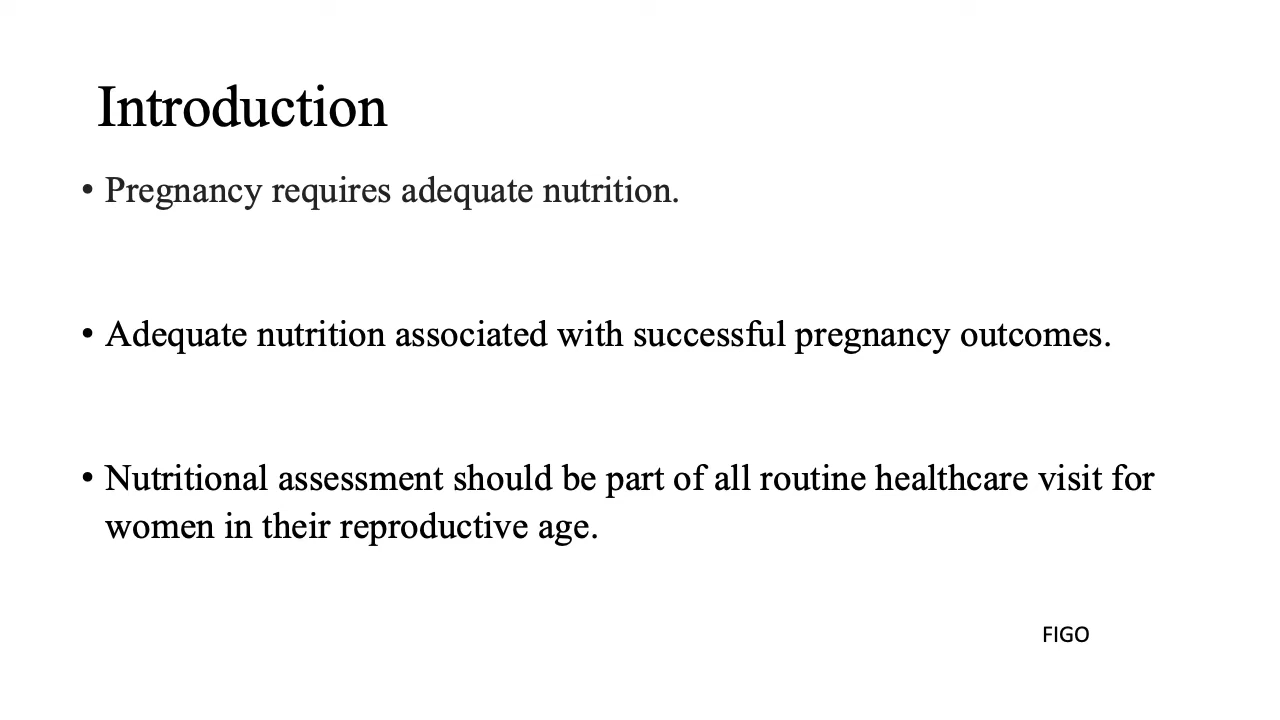 Introduction
• Pregnancy requires adequate nutrition.
• Adequate nutrition associated with successful pregnancy outcomes.
• Nutritional assessment should be part of all routine healthcare visit for
women in their reproductive age.
FIGO